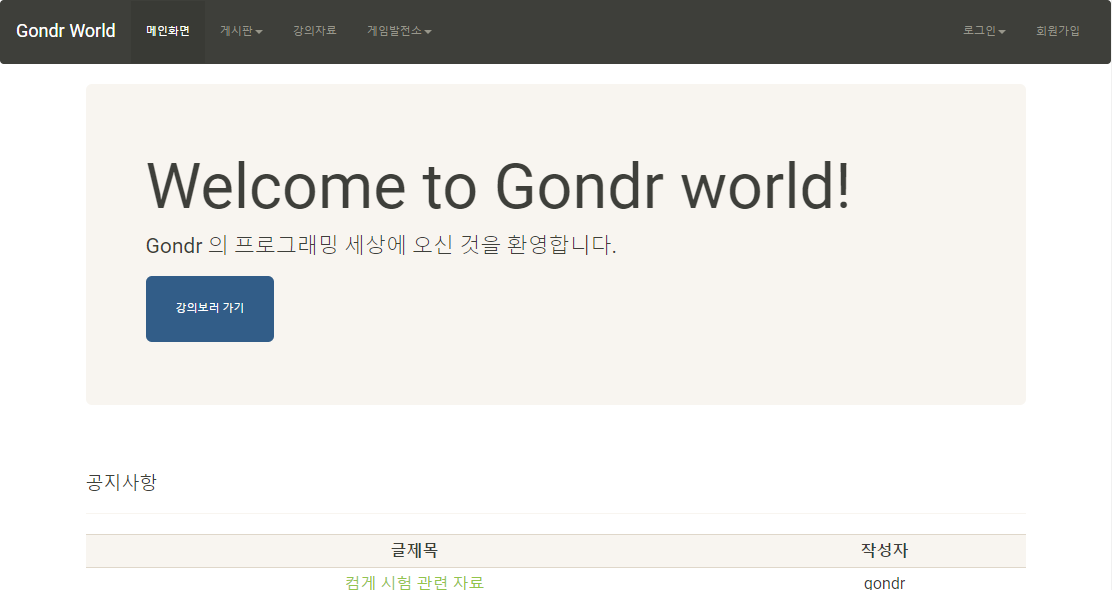 Gondr World 메인화면 게시판 강의자료 게임발전소 로그인 회원가입
Welcome to Gondr world!
Gondr 의 프로그래밍 세상에 오신 것을 환영합니다.
강의보러 가기
공지사항
글제목 작성자
컴게 시험 관련 자료 gondr